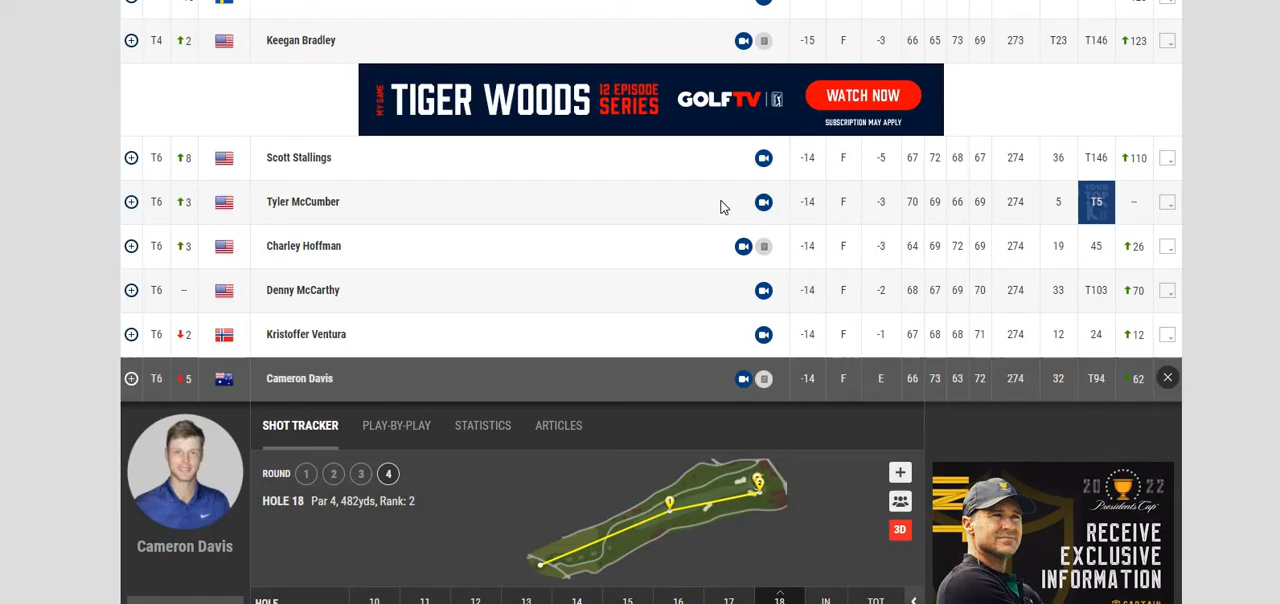 T4 2 Keegan Bradley -15 F -3 66 65 73 69 273 T23 T146 123
MY GAME TIGER WOODS 12 EPISODE SERIES GOLFTV WATCH NOW
SUBSCRIPTION MAY APPLY
T6 8 Scott Stallings -14 F -5 67 72 68 67 274 36 T146 110
T6 3 Tyler McCumber -14 F -3 70 69 66 69 274 5 T5 --
T6 3 Charley Hoffman -14 F -3 64 69 72 69 274 19 45 26
T6 -- Denny McCarthy -14 F -2 68 67 69 70 274 33 T103 70
T6 2 Kristoffer Ventura -14 F -1 67 68 68 71 274 12 24 12
T6 5 Cameron Davis -14 F E 66 73 63 72 274 32 T94 62
SHOT TRACKER PLAY-BY-PLAY STATISTICS ARTICLES
ROUND 1 2 3 4
HOLE 18 Par 4, 482yds, Rank: 2
1
2
3D
Cameron Davis
2022
Presidents Cup
RECEIVE
EXCLUSIVE
INFORMATION
CAPTAIN
HOLE 10 11 12 13 14 15 16 17 18 IN TOT